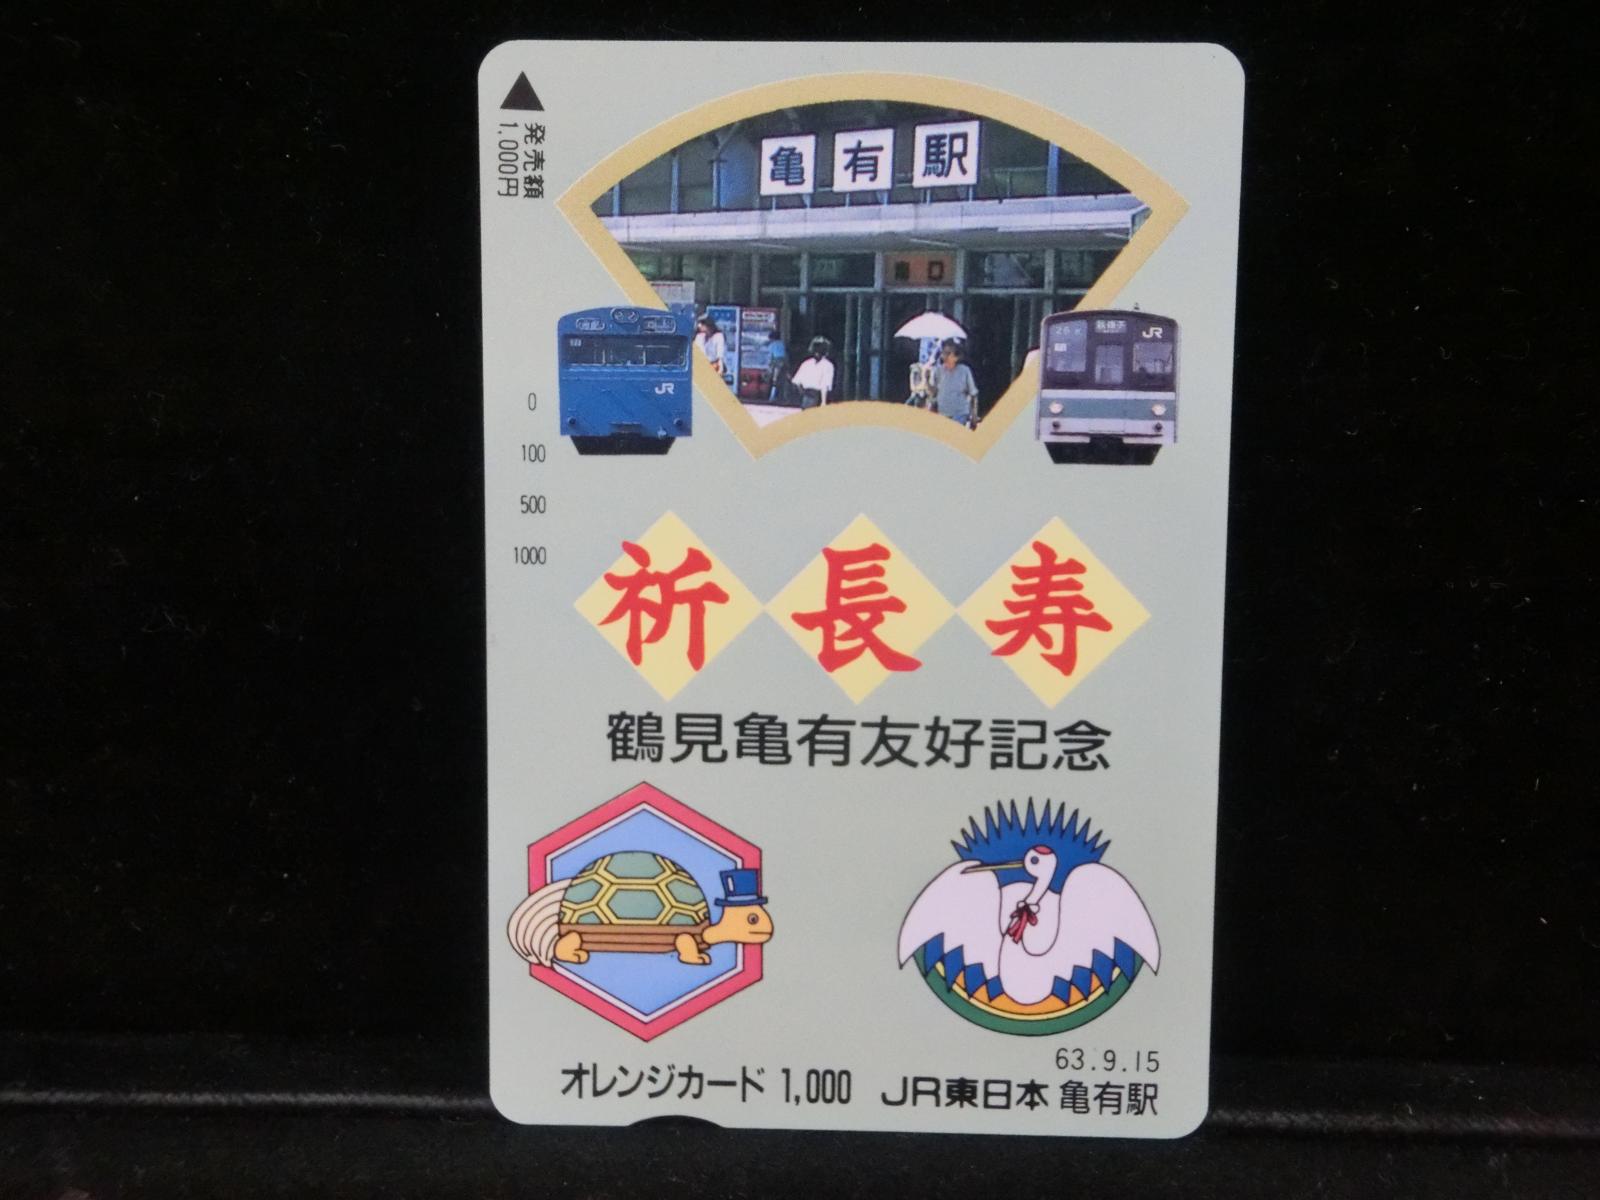 発売額
1,000円
亀有駅
南口
JR
JR
0
100
500
1000
祈長寿
鶴見亀有友好記念
63.9.15
オレンジカード 1,000 JR東日本 亀有駅